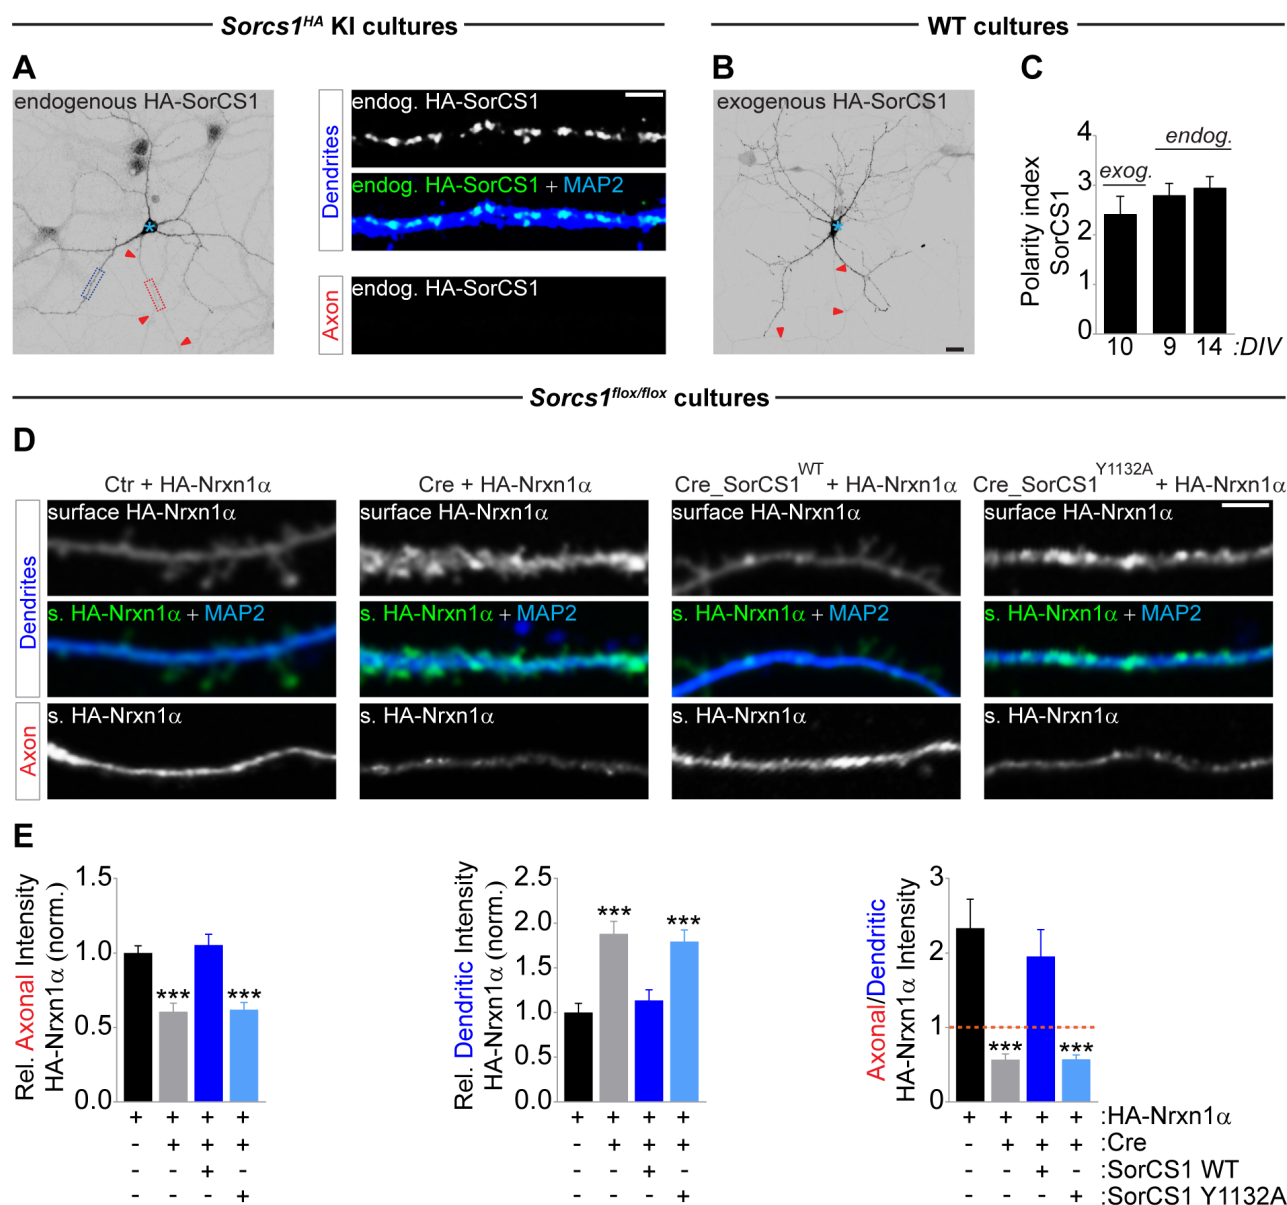 Sorcs1HA KI cultures
WT cultures
A
endogenous HA-SorCS1
Dendrites
endog. HA-SorCS1
endog. HA-SorCS1 + MAP2
Axon
endog. HA-SorCS1
B
exogenous HA-SorCS1
*
*
C
Polarity index
SorCS1
4
3
2
1
0
exog.
endog.
10 9 14 :DIV
Sorcs1flox/flox cultures
D
Ctr + HA-Nrxn1α
Cre + HA-Nrxn1α
Cre_SorCS1WT + HA-Nrxn1α
Cre_SorCS1Y1132A + HA-Nrxn1α
Dendrites
surface HA-Nrxn1α
surface HA-Nrxn1α
surface HA-Nrxn1α
surface HA-Nrxn1α
s. HA-Nrxn1α + MAP2
s. HA-Nrxn1α + MAP2
s. HA-Nrxn1α + MAP2
s. HA-Nrxn1α + MAP2
Axon
s. HA-Nrxn1α
s. HA-Nrxn1α
s. HA-Nrxn1α
s. HA-Nrxn1α
E
Rel. Axonal Intensity
HA-Nrxn1α (norm.)
1.5
1.0
0.5
0.0
*** ***
+ + + +
- + + +
- - + -
- - - +
Rel. Dendritic Intensity
HA-Nrxn1α (norm.)
2.5
2.0
1.5
1.0
0.5
0.0
*** ***
+ + + +
- + + +
- - + -
- - - +
Axonal/Dendritic
HA-Nrxn1α Intensity
3
2
1
0
*** ***
+ + + + :HA-Nrxn1α
- + + + :Cre
- - + - :SorCS1 WT
- - - + :SorCS1 Y1132A